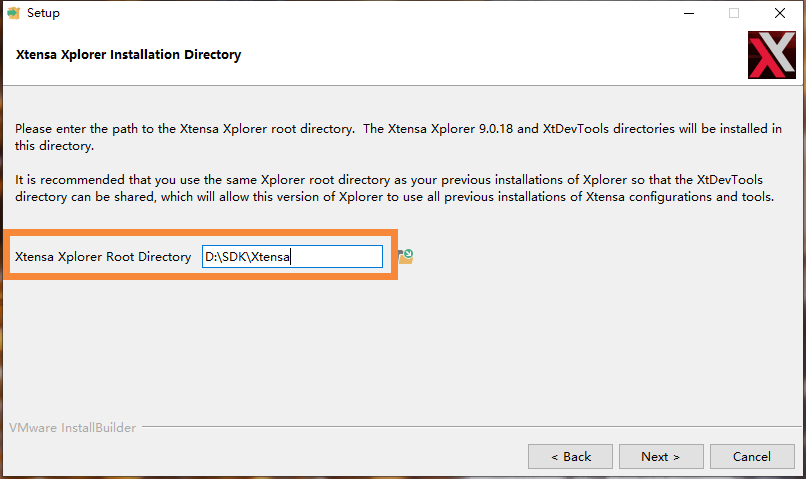 Setup
Xtensa Xplorer Installation Directory
Please enter the path to the Xtensa Xplorer root directory.  The Xtensa Xplorer 9.0.18 and XtDevTools directories will be installed in
this directory.
It is recommended that you use the same Xplorer root directory as your previous installations of Xplorer so that the XtDevTools
directory can be shared, which will allow this version of Xplorer to use all previous installations of Xtensa configurations and tools.
Xtensa Xplorer Root Directory D:\SDK\Xtensa
VMware InstallBuilder
< Back Next > Cancel